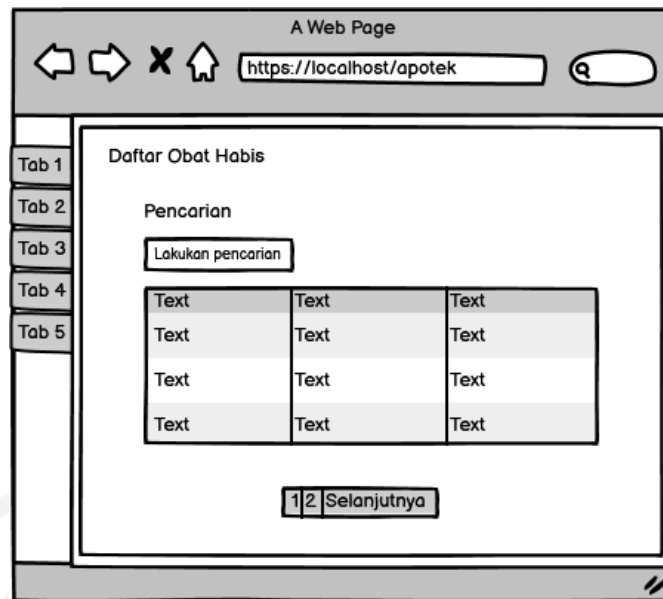 A Web Page
https://localhost/apotek
Tab 1
Tab 2
Tab 3
Tab 4
Tab 5
Daftar Obat Habis
Pencarian
Lakukan pencarian
Text Text Text
Text Text Text
Text Text Text
Text Text Text
1 2 Selanjutnya